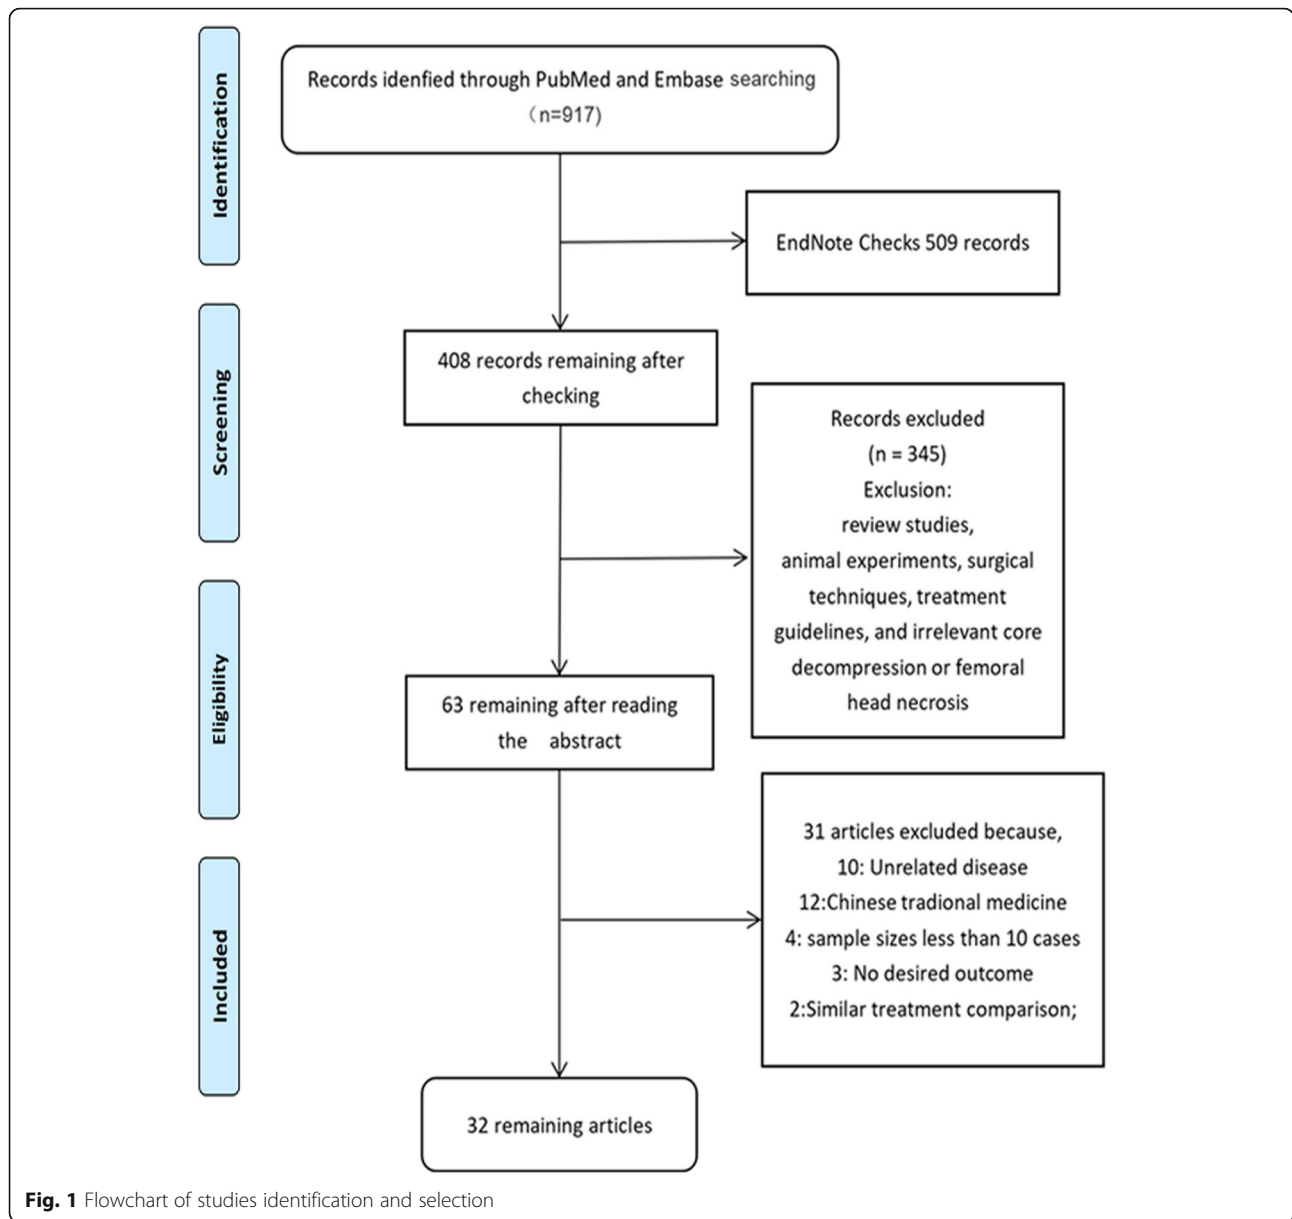 Identification
Records idenfied through PubMed and Embase searching
（n=917)
EndNote Checks 509 records
Screening
408 records remaining after
checking
Records excluded
(n = 345)
Exclusion:
review studies,
animal experiments, surgical
techniques, treatment
guidelines, and irrelevant core
decompression or femoral
head necrosis
Eligibility
63 remaining after reading
the abstract
31 articles excluded because,
10: Unrelated disease
12:Chinese tradional medicine
4: sample sizes less than 10 cases
3: No desired outcome
2:Similar treatment comparison;
Included
32 remaining articles
Fig. 1 Flowchart of studies identification and selection